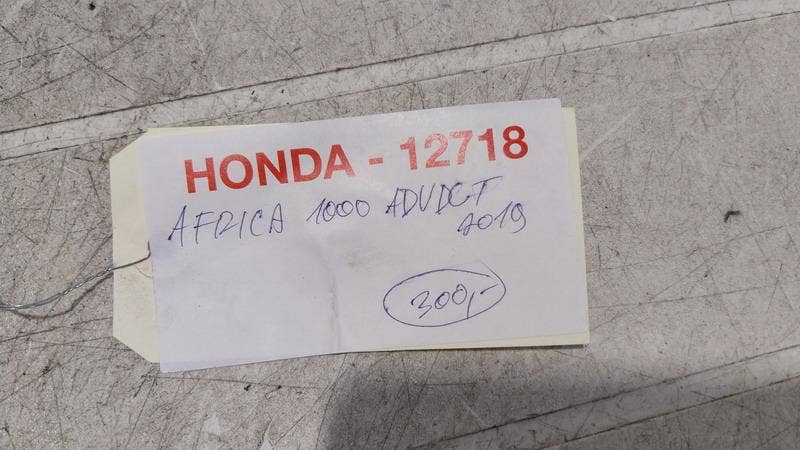 HONDA - 12718
AFRICA 1000 ADVDCT
2019
300,-